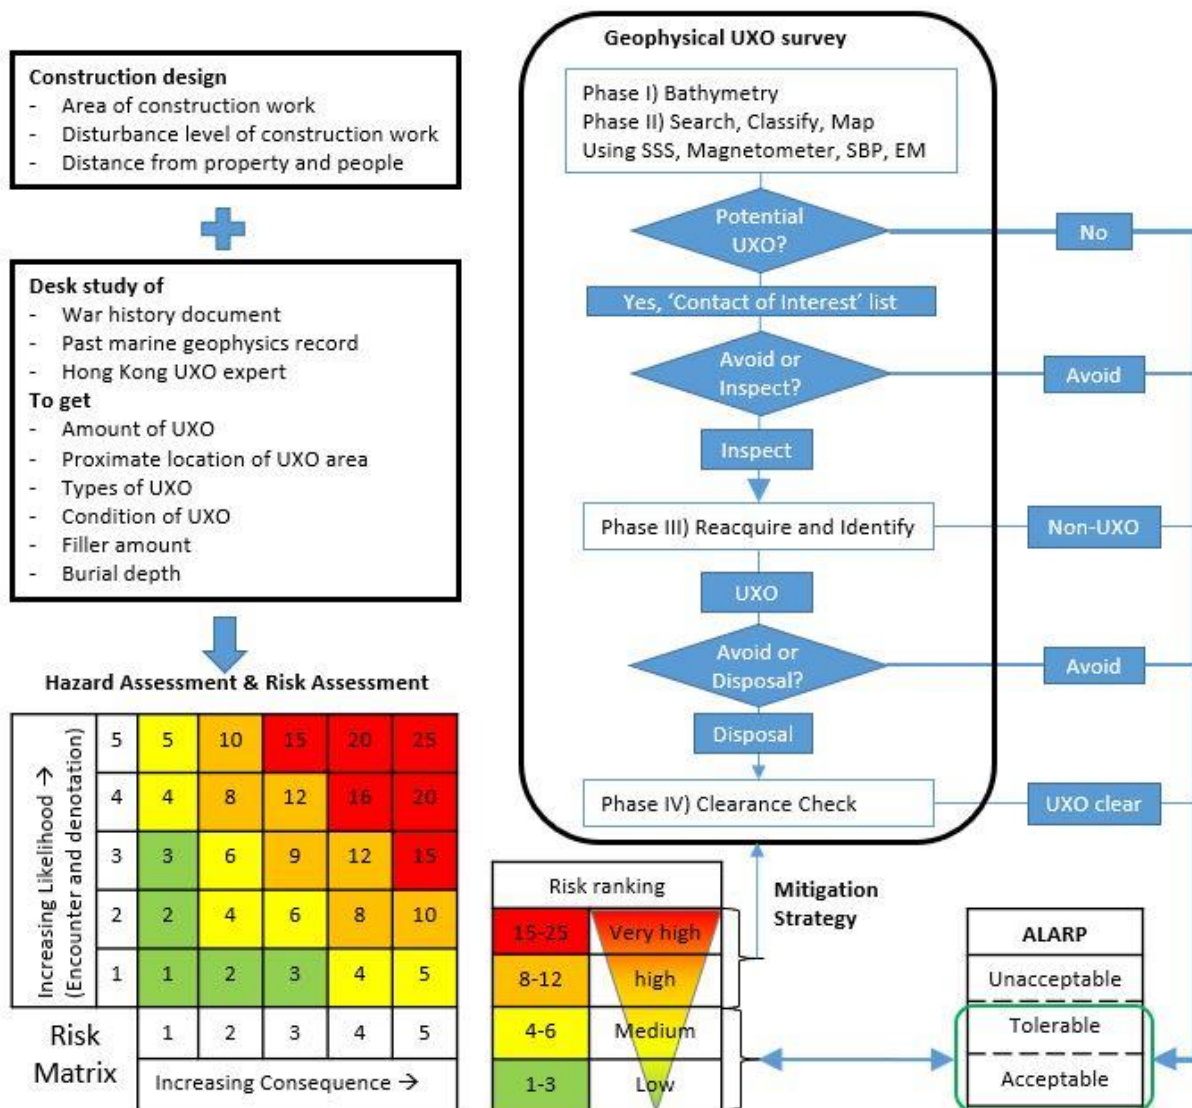 Construction design
- Area of construction work
- Disturbance level of construction work
- Distance from property and people
Desk study of
- War history document
- Past marine geophysics record
- Hong Kong UXO expert
To get
- Amount of UXO
- Proximate location of UXO area
- Types of UXO
- Condition of UXO
- Filler amount
- Burial depth
Hazard Assessment & Risk Assessment
Increasing Likelihood →
(Encounter and denotation)
5 5 10 15 20 25
4 4 8 12 16 20
3 3 6 9 12 15
2 2 4 6 8 10
1 1 2 3 4 5
Risk
Matrix
1 2 3 4 5
Increasing Consequence →
Geophysical UXO survey
Phase I) Bathymetry
Phase II) Search, Classify, Map
Using SSS, Magnetometer, SBP, EM
Potential
UXO?
No
Yes, ‘Contact of Interest’ list
Avoid or
Inspect?
Avoid
Inspect
Phase III) Reacquire and Identify
Non-UXO
UXO
Avoid or
Disposal?
Avoid
Disposal
Phase IV) Clearance Check
UXO clear
Risk ranking
15-25 Very high
8-12 high
4-6 Medium
1-3 Low
Mitigation
Strategy
ALARP
Unacceptable
Tolerable
Acceptable